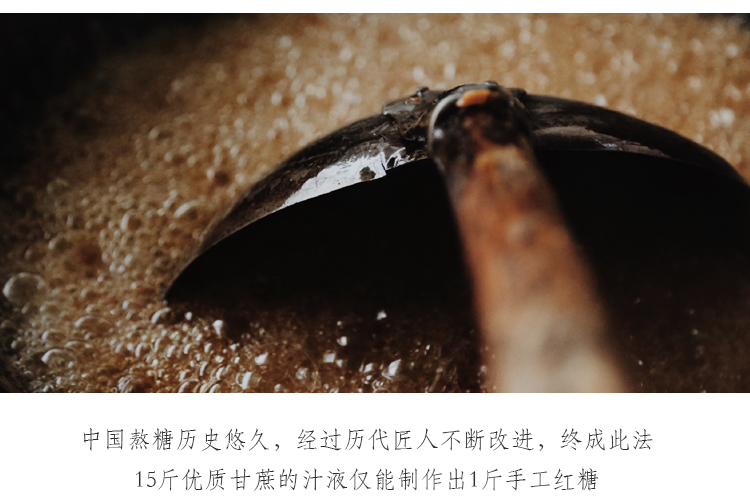 中国熬糖历史悠久，经过历代匠人不断改进，终成此法
15斤优质甘蔗的汁液仅能制作出1斤手工红糖